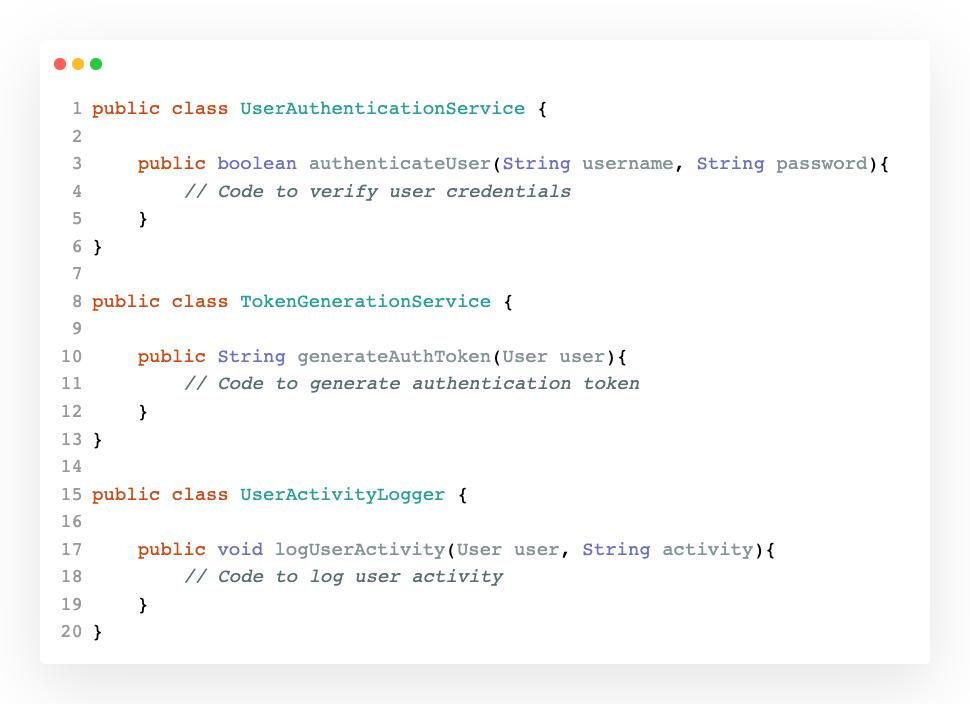 1 public class UserAuthenticationService {
2
3     public boolean authenticateUser(String username, String password){
4         // Code to verify user credentials
5     }
6 }
7
8 public class TokenGenerationService {
9
10     public String generateAuthToken(User user){
11         // Code to generate authentication token
12     }
13 }
14
15 public class UserActivityLogger {
16
17     public void logUserActivity(User user, String activity){
18         // Code to log user activity
19     }
20 }